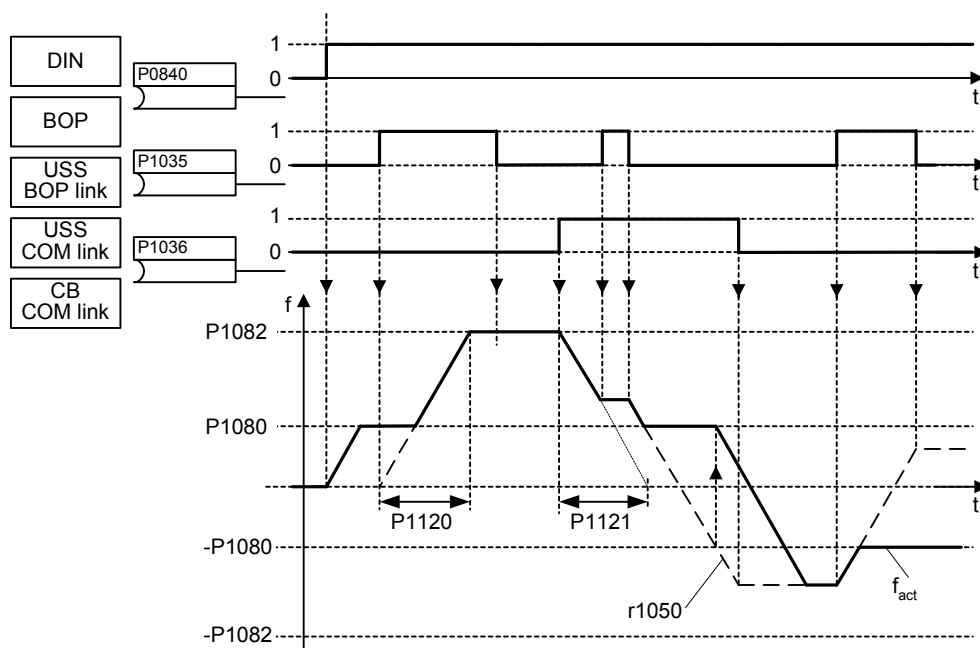 DIN
BOP
USS
BOP link
USS
COM link
CB
COM link
P0840
1
0
t
P1035
1
0
t
P1036
1
0
t
f
P1082
P1080
t
P1120
P1121
-P1080
r1050
fact
-P1082